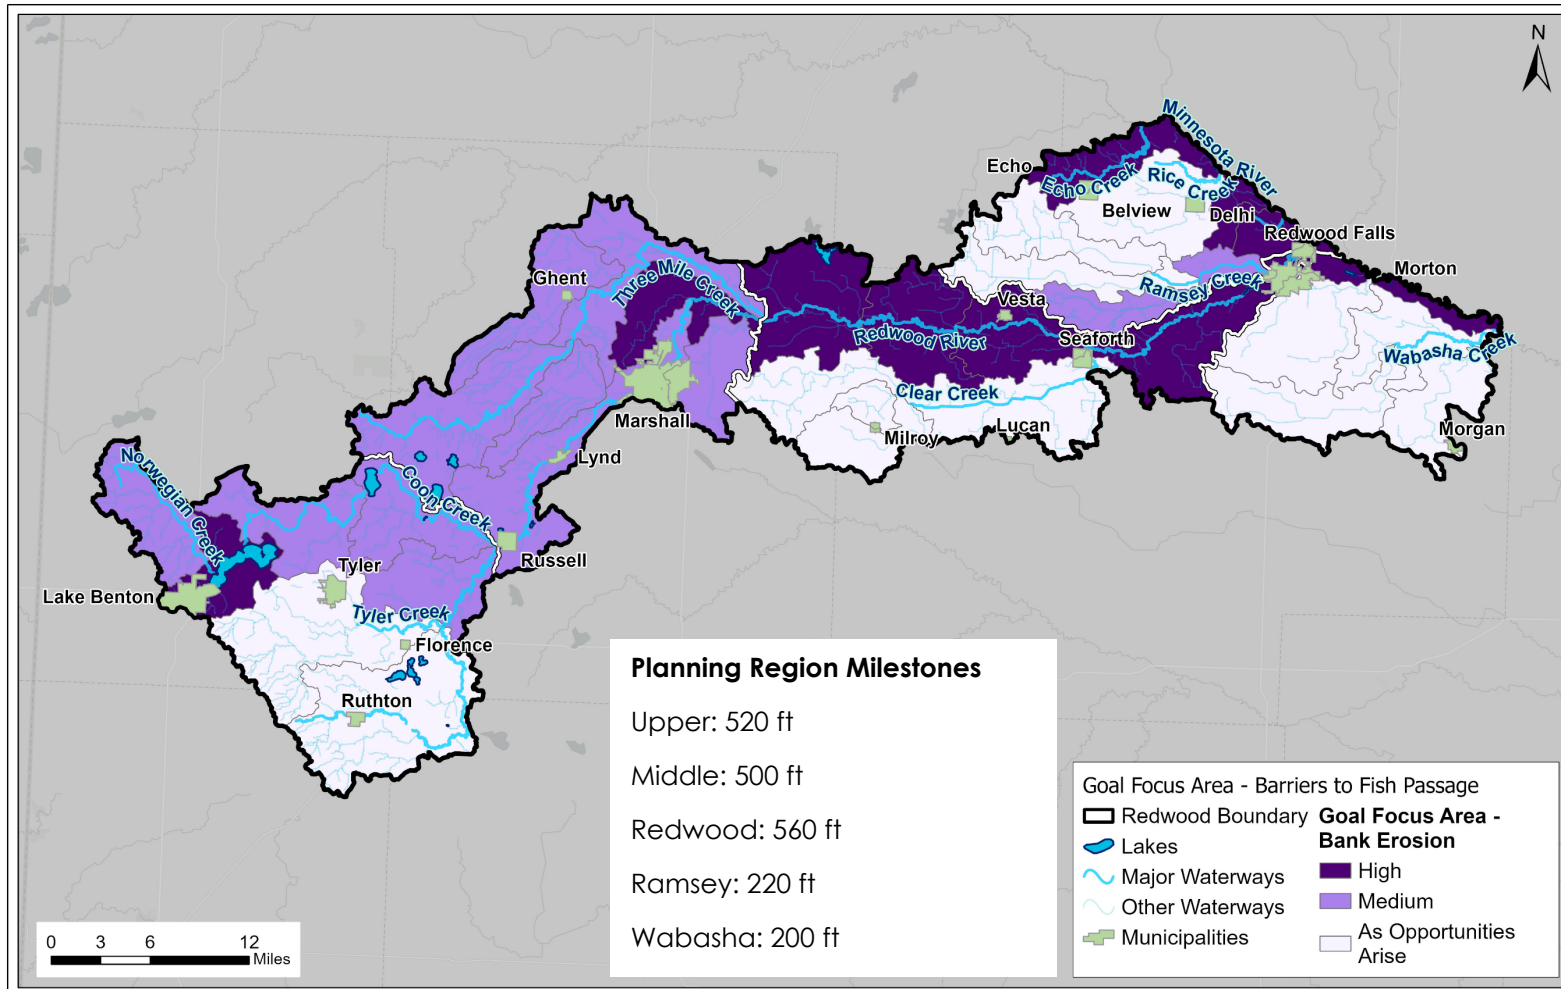 N
Minnesota River
Echo
Echo Creek
Rice Creek
Belview
Delhi
Redwood Falls
Morton
Ghent
Three Mile Creek
Ramsey Creek
Vesta
Redwood River
Seaforth
Wabasha Creek
Clear Creek
Marshall
Milroy
Lucan
Morgan
Norwegian Creek
Lynd
Coon Creek
Russell
Tyler
Lake Benton
Tyler Creek
Florence
Ruthton
Planning Region Milestones
Upper: 520 ft
Middle: 500 ft
Redwood: 560 ft
Ramsey: 220 ft
Wabasha: 200 ft
0 3 6 12
Miles
Goal Focus Area - Barriers to Fish Passage
Redwood Boundary
Lakes
Major Waterways
Other Waterways
Municipalities
Goal Focus Area -
Bank Erosion
High
Medium
As Opportunities
Arise